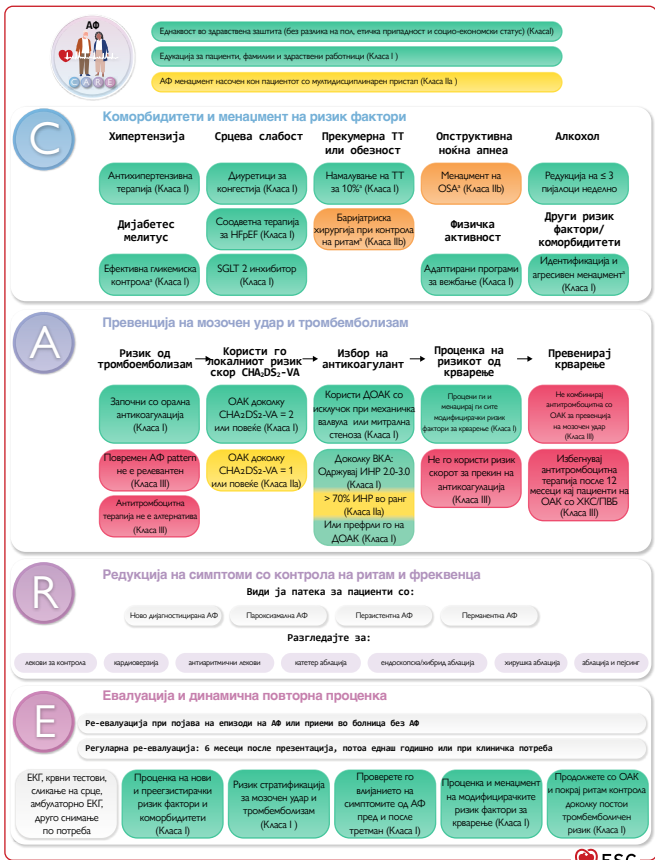 АФ
CARE
Еднаквост во здравствена заштита (без разлика на пол, етичка припадност и социо-економски статус) (КласаI)
Едукација за пациенти, фамилии и здраствени работници (Класа I )
АФ менаџмент насочен кон пациентот со мултидисциплинарен пристап (Класа IIa )
C
Коморбидитети и менаџмент на ризик фактори
Хипертензија
Антихипертензивна
терапија (Класа I)
Дијабетес
мелитус
Ефективна гликемиска
контролаª (Класа I)
Срцева слабост
Диуретици за
конгестија (Класа I)
Соодветна терапија
за HFpEF (Класа I)
SGLT 2 инхибитор
(Класа I)
Прекумерна ТТ
или обезност
Намалување на ТТ
за 10%ª (Класа I)
Баријатриска
хирургија при контрола
на ритамª (Класа IIb)
Опструктивна
ноќна апнеа
Менаџмент на
OSAª (Класа IIb)
Физичка
активност
Адаптирани програми
за вежбање (Класа I)
Алкохол
Редукција на ≤ 3
пијалоци неделно
Други ризик
фактори/
коморбидитети
Идентификација и
агресивен менаџментª
(Класа I)
A
Превенција на мозочен удар и тромбемболизам
Ризик од
тромбоемболизам
Започни со орална
антикоагулација
(Класа I)
Повремен АФ pattern
не е релевантен
(Класа III)
Антитромбоцитна
терапија не е алтернатива
(Класа III)
Користи го
локалниот ризик
скор CHA₂DS₂-VA
ОАК доколку
CHA2DS2-VA = 2
или повеќе (Класа I)
ОАК доколку
CHA2DS2-VA = 1
или повеќе (Класа IIa)
Избор на
антикоагулант
Користи ДОАК со
исклучок при механичка
валвула или митрална
стеноза (Класа I)
Доколку ВКА:
Одржувај ИНР 2.0-3.0
(Класа I)
> 70% ИНР во ранг
(Класа IIa)
Или префрли го на
ДОАК (Класа I)
Проценка на
ризикот од
крварење
Процени ги и
менаџирај ги сите
модифицирачки ризик
фактори за крварење (Класа I)
Не го користи ризик
скорот за прекин на
антикоагулација
(Класа III)
Превенирај
крварење
Не комбинирај
антитромбоцитна со
ОАК за превенција
на мозочен удар
(Класа III)
Избегнувај
антитромбоцитна
терапија после 12
месеци кај пациенти на
ОАК со ХКС/ПВБ
(Класа III)
R
Редукција на симптоми со контрола на ритам и фреквенца
Види ја патека за пациенти со:
Ново дијагностицирана АФ
Пароксизмална АФ
Перзистентна АФ
Перманентна АФ
Разгледајте за:
лекови за контрола
кардиоверзија
антиаритмични лекови
катетер аблација
ендоскопска/хибрид аблација
хирушка аблација
аблација и пејсинг
E
Евалуација и динамична повторна проценка
Ре-евалуација при појава на епизоди на АФ или приеми во болница без АФ
Регуларна ре-евалуација: 6 месеци после презентација, потоа еднаш годишно или при клиничка потреба
ЕКГ, крвни тестови,
сликање на срце,
амбулаторно ЕКГ,
друго снимање
по потреба
Проценка на нови
и преегзистирачки
ризик фактори и
коморбидитети
(Класа I)
Ризик стратификација
за мозочен удар и
тромбемболизам
(Класа I )
Проверете го
влијанието на
симптомите од АФ
пред и после
третман (Класа I)
Проценка и менаџмент
на модифицирачките
ризик фактори за
крварење (Класа I)
Продолжете со ОАК
и покрај ритам контрола
доколку постои
тромбемболичен
ризик (Класа I)
ESC